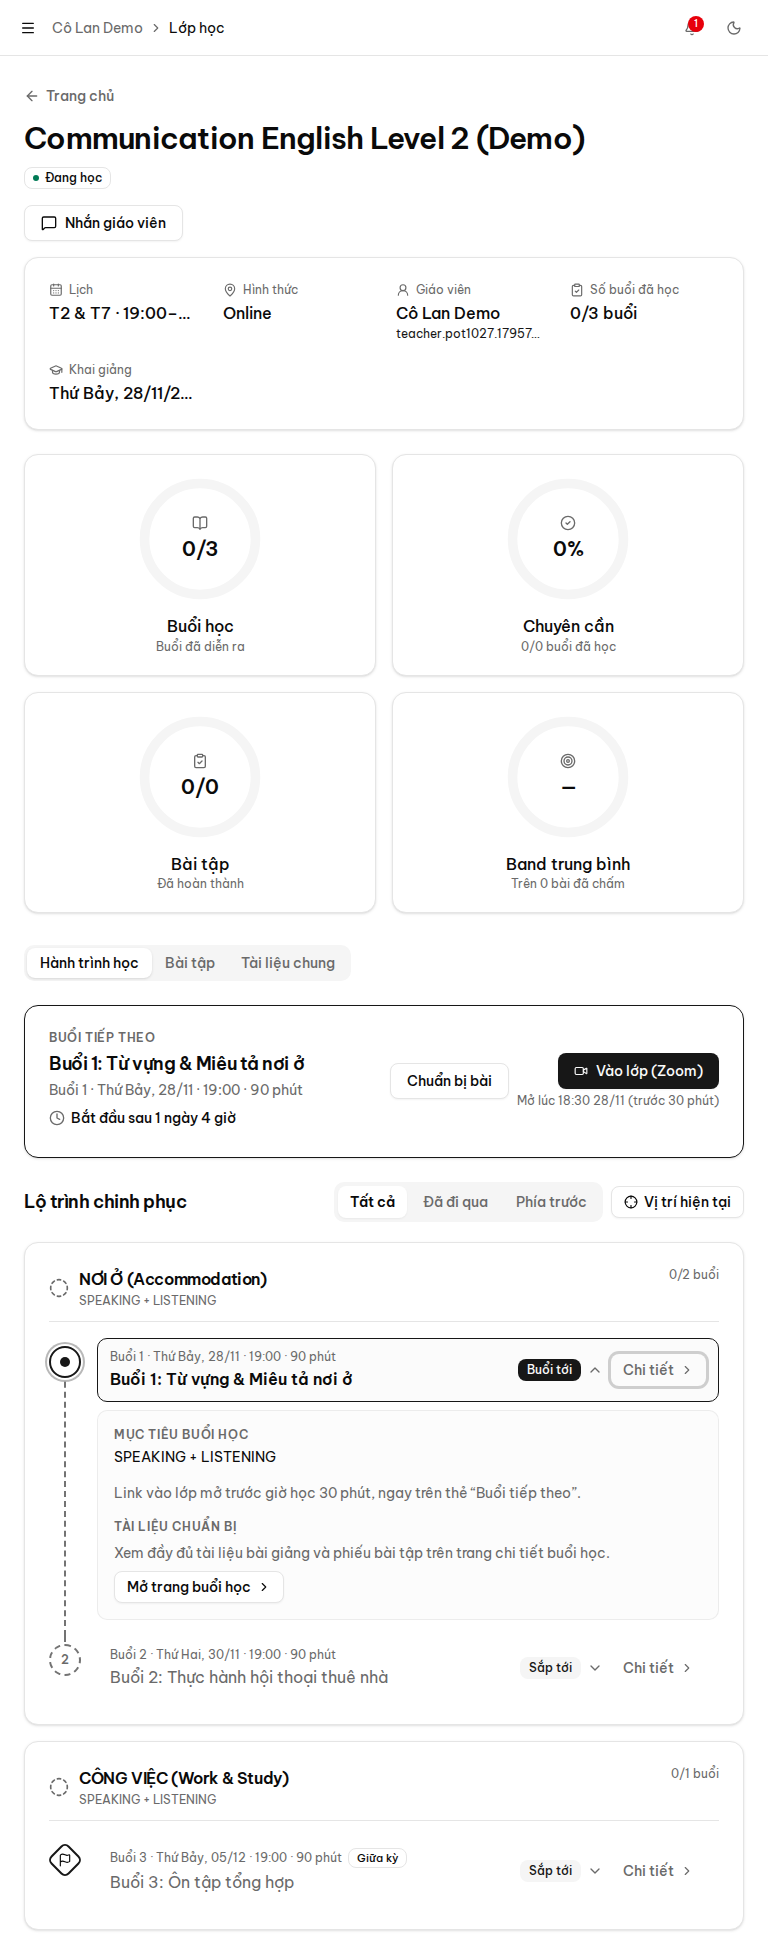 Cô Lan Demo > Lớp học
1
Trang chủ
Communication English Level 2 (Demo)
Đang học
Nhắn giáo viên
Lịch
T2 & T7 · 19:00–...
Hình thức
Online
Giáo viên
Cô Lan Demo
teacher.pot1027.17957...
Số buổi đã học
0/3 buổi
Khai giảng
Thứ Bảy, 28/11/2...
0/3
Buổi học
Buổi đã diễn ra
0%
Chuyên cần
0/0 buổi đã học
0/0
Bài tập
Đã hoàn thành
–
Band trung bình
Trên 0 bài đã chấm
Hành trình học
Bài tập
Tài liệu chung
BUỔI TIẾP THEO
Buổi 1: Từ vựng & Miêu tả nơi ở
Buổi 1 · Thứ Bảy, 28/11 · 19:00 · 90 phút
Bắt đầu sau 1 ngày 4 giờ
Chuẩn bị bài
Vào lớp (Zoom)
Mở lúc 18:30 28/11 (trước 30 phút)
Lộ trình chinh phục
Tất cả
Đã đi qua
Phía trước
Vị trí hiện tại
NƠI Ở (Accommodation)
SPEAKING + LISTENING
0/2 buổi
Buổi 1 · Thứ Bảy, 28/11 · 19:00 · 90 phút
Buổi 1: Từ vựng & Miêu tả nơi ở
Buổi tới
Chi tiết
MỤC TIÊU BUỔI HỌC
SPEAKING + LISTENING
Link vào lớp mở trước giờ học 30 phút, ngay trên thẻ “Buổi tiếp theo”.
TÀI LIỆU CHUẨN BỊ
Xem đầy đủ tài liệu bài giảng và phiếu bài tập trên trang chi tiết buổi học.
Mở trang buổi học
2
Buổi 2 · Thứ Hai, 30/11 · 19:00 · 90 phút
Buổi 2: Thực hành hội thoại thuê nhà
Sắp tới
Chi tiết
CÔNG VIỆC (Work & Study)
SPEAKING + LISTENING
0/1 buổi
Buổi 3 · Thứ Bảy, 05/12 · 19:00 · 90 phút
Giữa kỳ
Buổi 3: Ôn tập tổng hợp
Sắp tới
Chi tiết